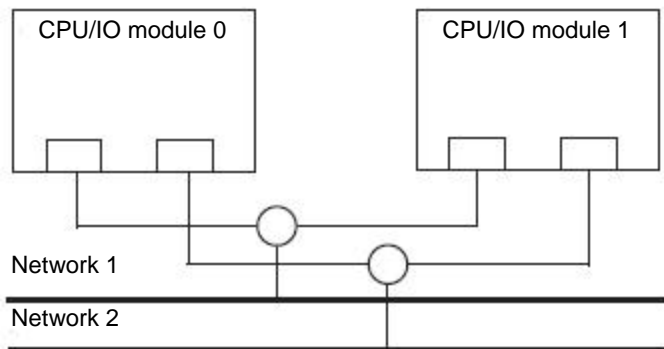 CPU/IO module 0
CPU/IO module 1
Network 1
Network 2